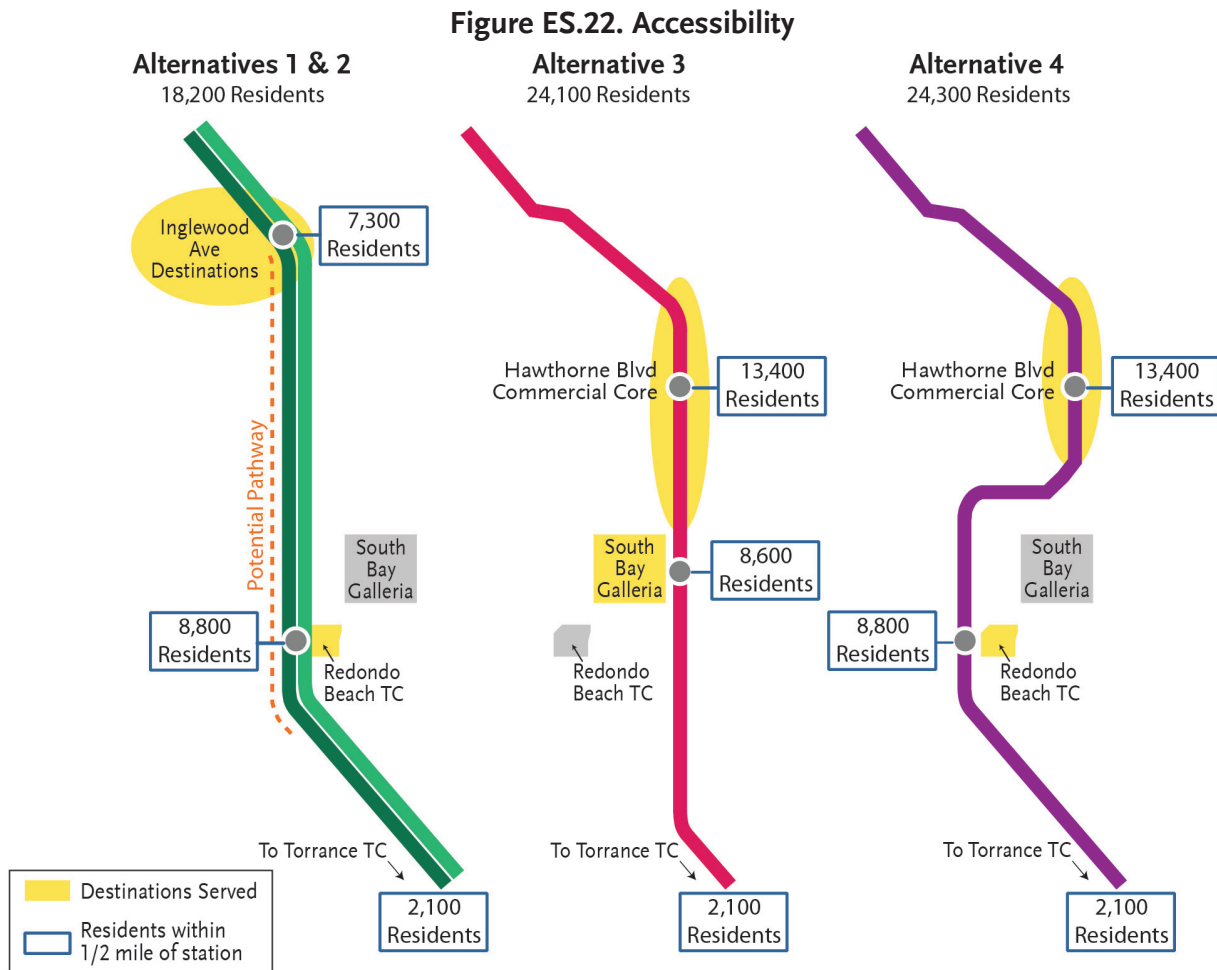 Figure ES.22. Accessibility
Alternatives 1 & 2
18,200 Residents
Inglewood
Ave
Destinations
7,300
Residents
Potential Pathway
South
Bay
Galleria
8,800
Residents
Redondo
Beach TC
To Torrance TC
2,100
Residents
Alternative 3
24,100 Residents
Hawthorne Blvd
Commercial Core
13,400
Residents
South
Bay
Galleria
8,600
Residents
Redondo
Beach TC
To Torrance TC
2,100
Residents
Alternative 4
24,300 Residents
Hawthorne Blvd
Commercial Core
13,400
Residents
South
Bay
Galleria
8,800
Residents
Redondo
Beach TC
To Torrance TC
2,100
Residents
Destinations Served
Residents within
1/2 mile of station